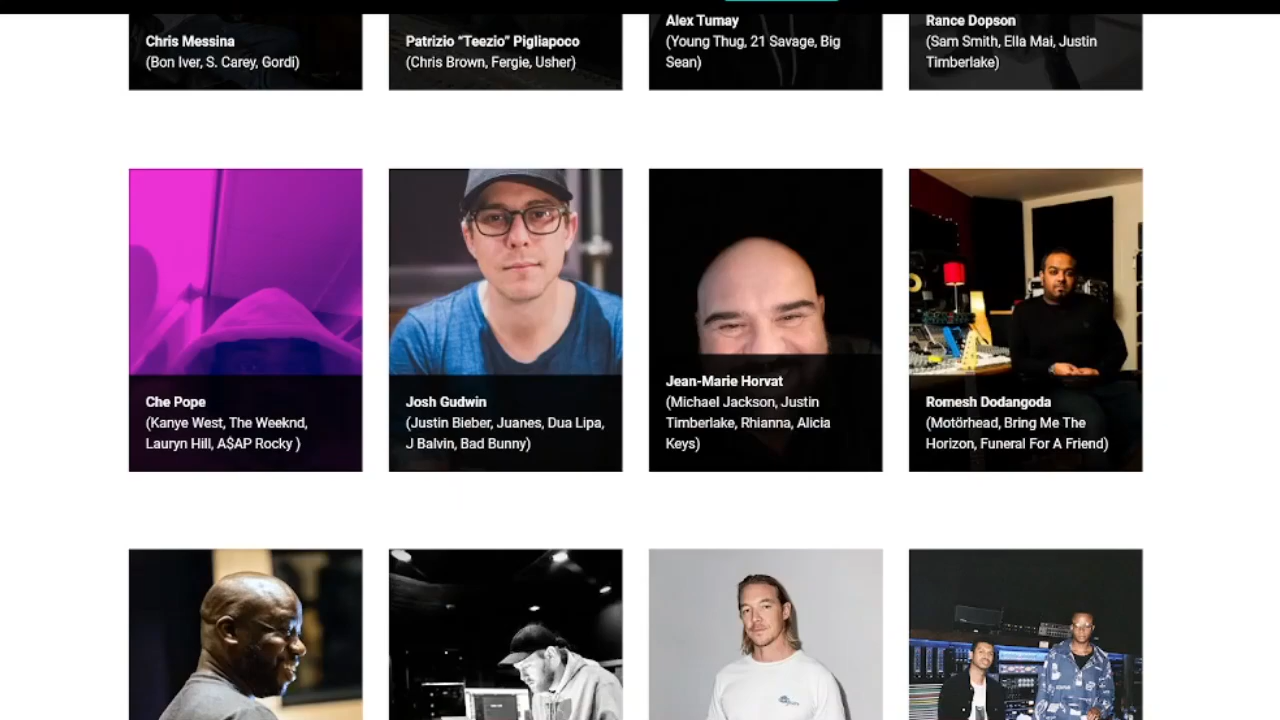 Chris Messina
(Bon Iver, S. Carey, Gordi)
Patrizio “Teezio” Pigliapoco
(Chris Brown, Fergie, Usher)
Alex Tumay
(Young Thug, 21 Savage, Big
Sean)
Rance Dopson
(Sam Smith, Ella Mai, Justin
Timberlake)
Che Pope
(Kanye West, The Weeknd,
Lauryn Hill, A$AP Rocky )
Josh Gudwin
(Justin Bieber, Juanes, Dua Lipa,
J Balvin, Bad Bunny)
Jean-Marie Horvat
(Michael Jackson, Justin
Timberlake, Rhianna, Alicia
Keys)
Romesh Dodangoda
(Motörhead, Bring Me The
Horizon, Funeral For A Friend)